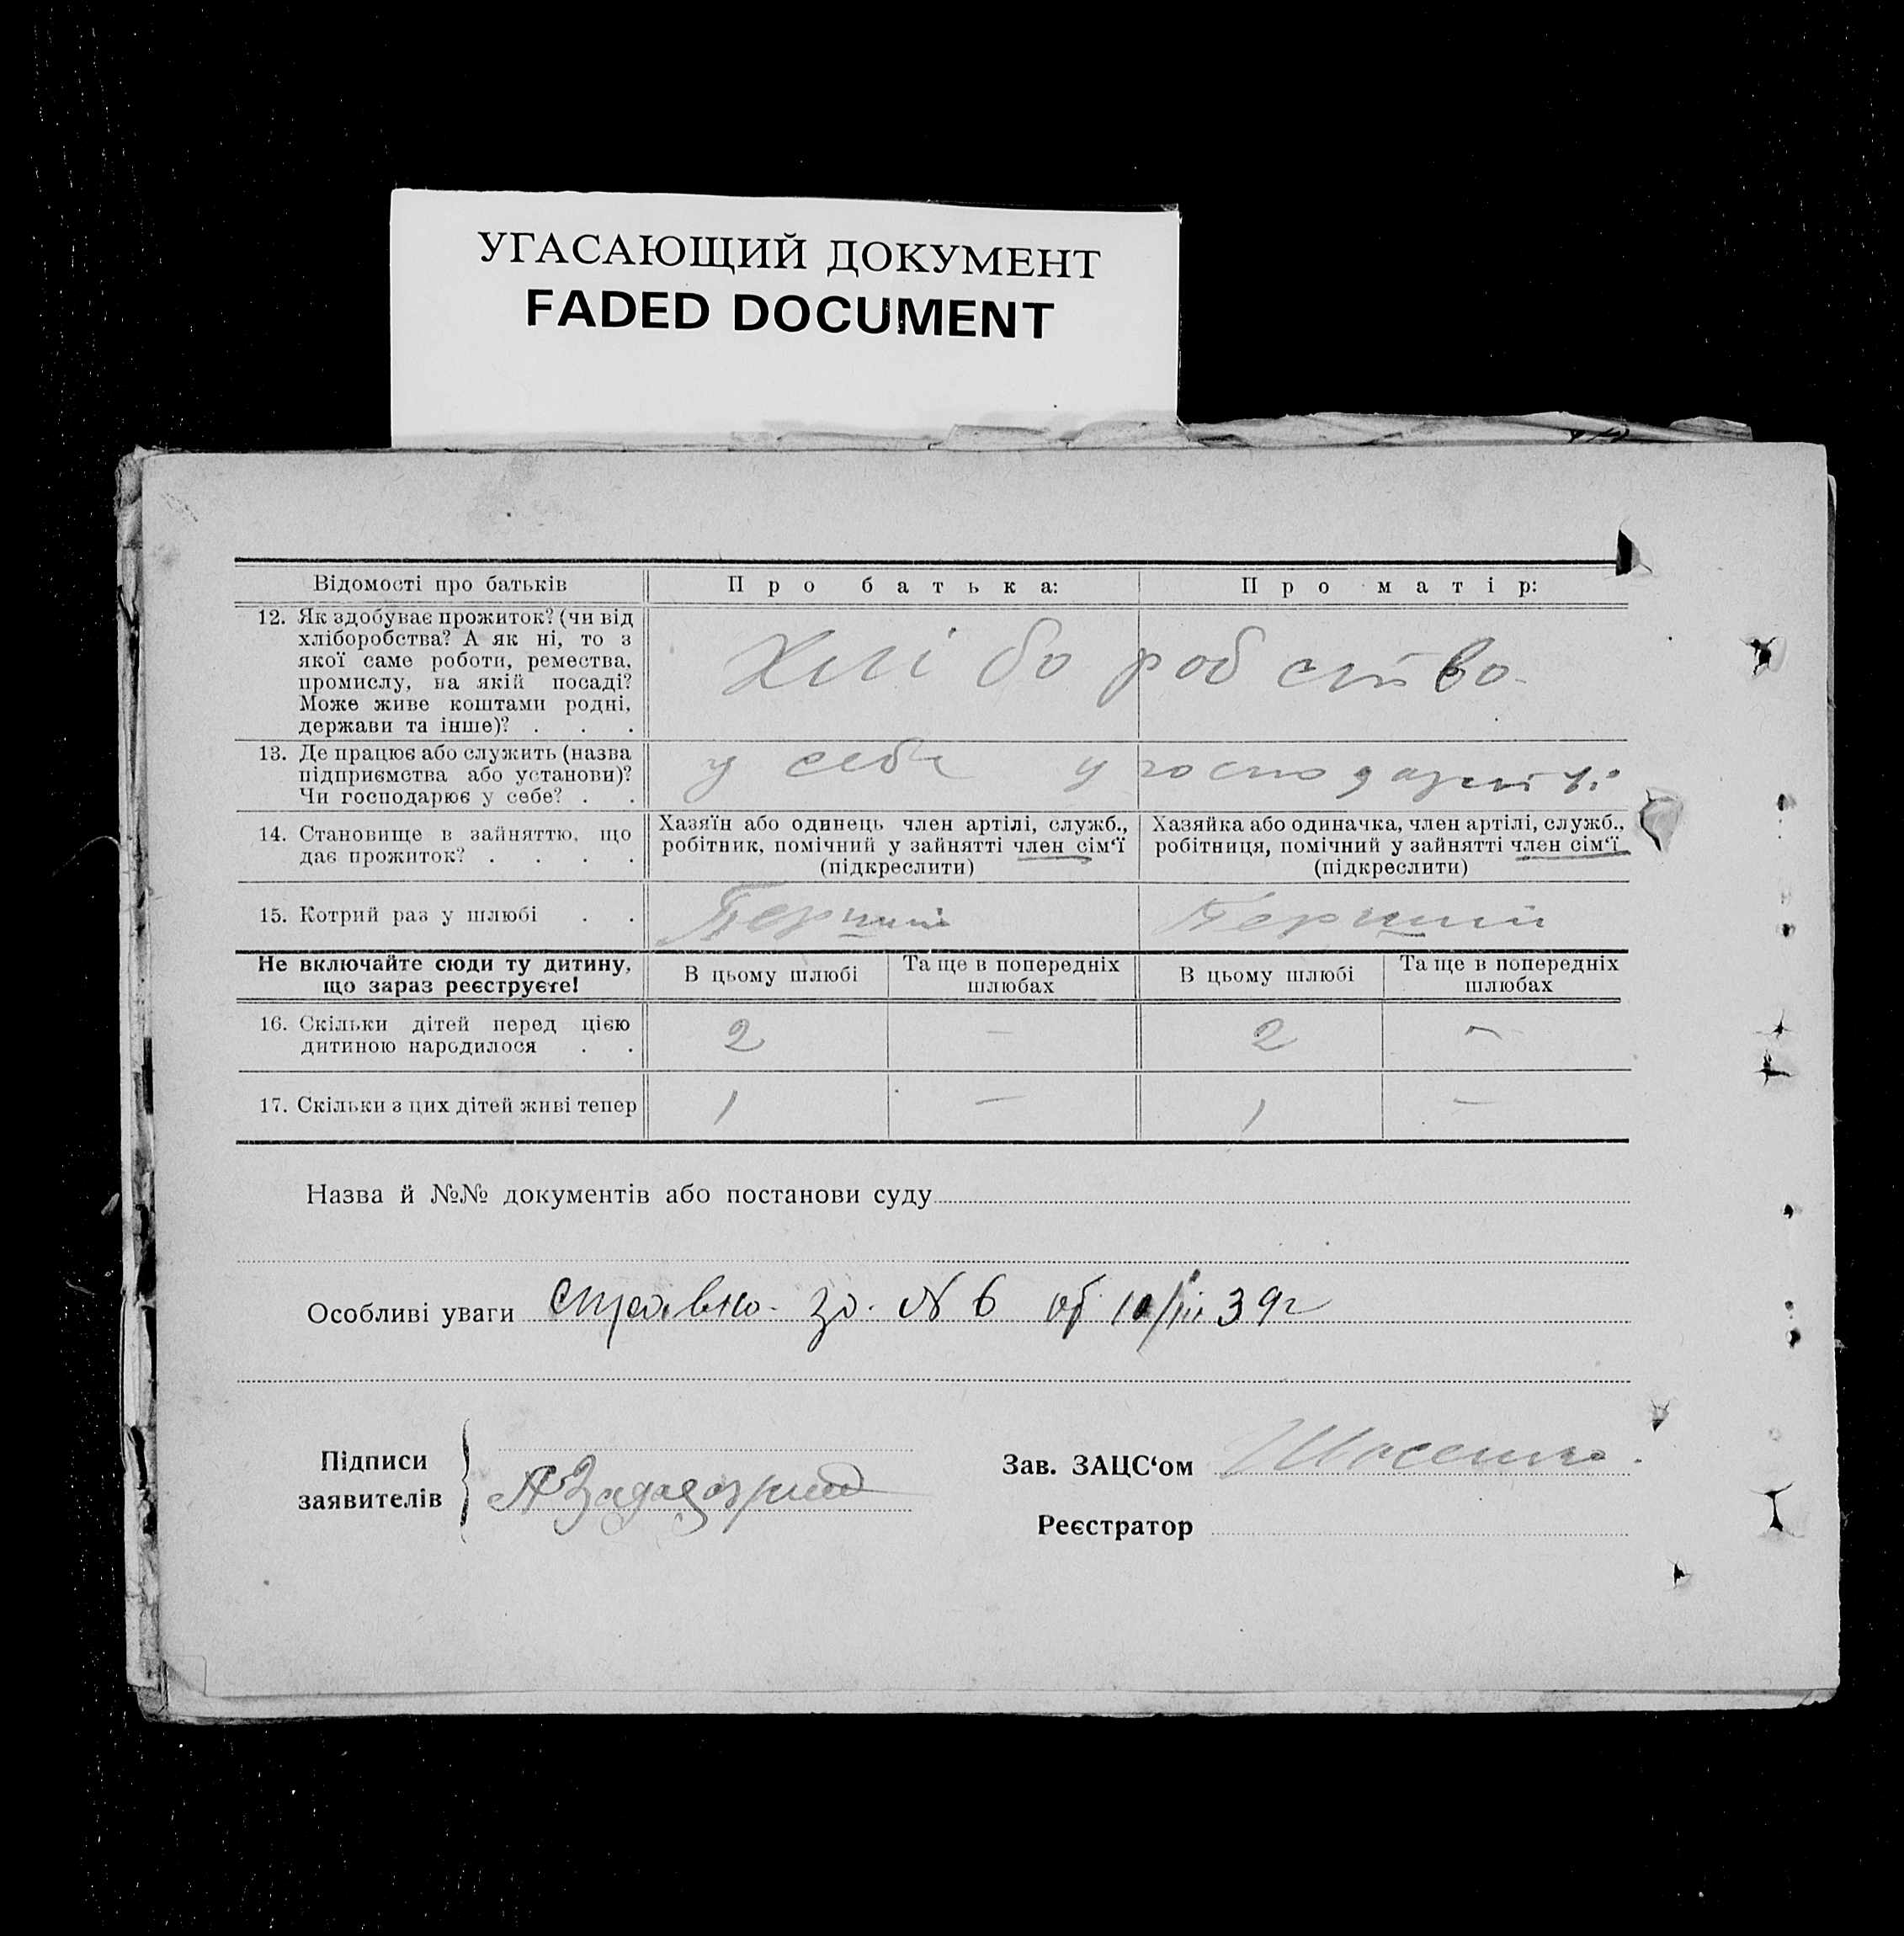 УГАСАЮЩИЙ ДОКУМЕНТ
FADED DOCUMENT
Відомості про батьків
Про батька:
Про матір:
12. Як здобуває прожиток? (чи від
хліборобства? А як ні, то з
якої саме роботи, ремества,
промислу, на якій посаді?
Може живе коштами родні,
держави та інше)? . . .
Хліборобство
13. Де працює або служить (назва
підприємства або установи)?
Чи господарює у себе? . .
у себе у господарстві
14. Становище в зайняттю, що
дає прожиток? . . . .
Хазяїн або одинець член артілі, служб.,
робітник, помічний у зайнятті член сім‘ї
(підкреслити)
Хазяйка або одиначка, член артілі, служб.,
робітниця, помічний у зайнятті член сім‘ї
(підкреслити)
15. Котрий раз у шлюбі . .
Перший
Перший
Не включайте сюди ту дитину,
що зараз реєструєте!
В цьому шлюбі
Та ще в попередніх
шлюбах
В цьому шлюбі
Та ще в попередніх
шлюбах
16. Скільки дітей перед цією
дитиною народилося . .
2 — 2 —
17. Скільки з цих дітей живі тепер
1 — 1 —
Назва й №№ документів або постанови суду
Особливі уваги
за № 6 10/III 39г
Підписи
заявителів
Зав. ЗАЦС‘ом
Реєстратор